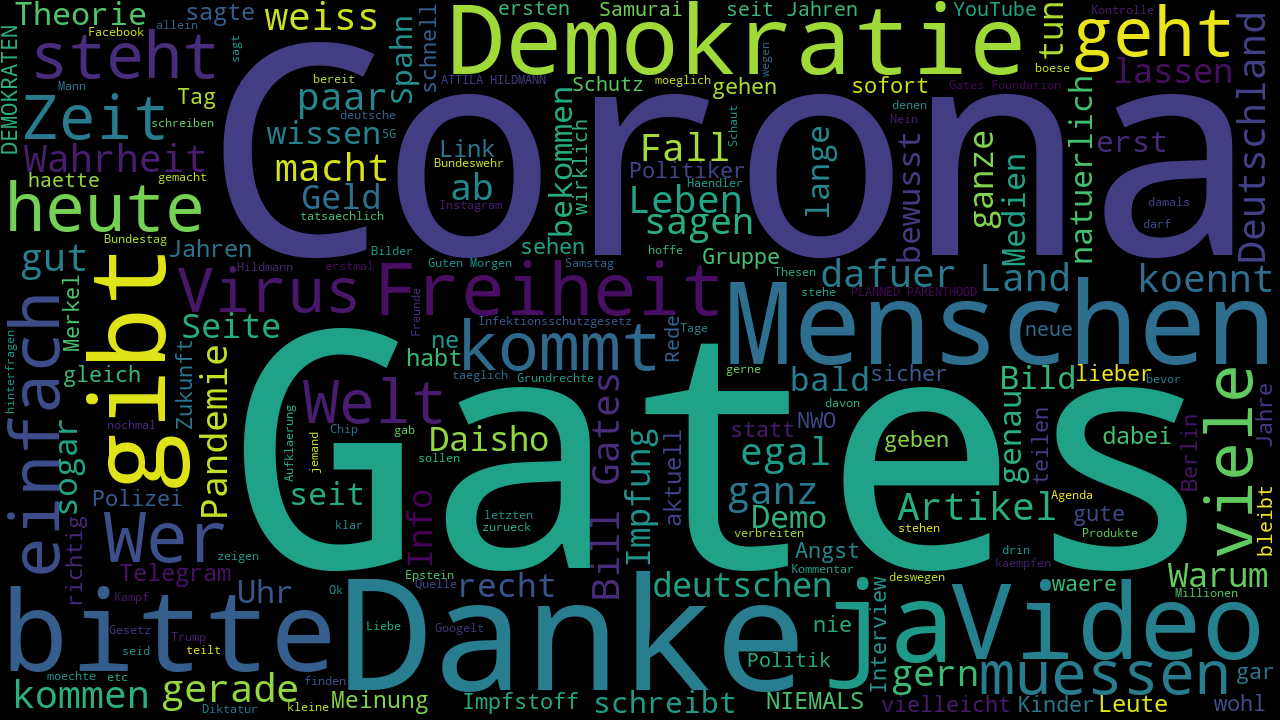 Theorie
Facebook
allein
sagte
weiss
ersten
Samurai
seit Jahren
YouTube
Kontrolle
DEMOKRATEN
steht
sagt
Spahn
schnell
Demokratie
wegen
tun
boese
geht
Deutschland
Mann
Zeit
Tag
schreiben
bereit
paar
deutsche
ATTILA HILDMANN
moeglich
Schutz
gehen
sofort
denen
Gates Foundation
lassen
Corona
wissen
5G
Link
Bundeswehr
bekommen
wirklich
Fall
Schaut
Nein
erst
natuerlich
Wahrheit
gemacht
haette
macht
Geld
ab
Instagram
tatsaechlich
Politiker
Haendler
Leben
sagen
lange
bewusst
ganze
Medien
damals
darf
heute
Bundestag
Jahren
Bilder
sehen
hoffe
Gruppe
gut
gibt
Hildmann
erstmal
Guten Morgen
Samstag
Thesen
dafuer
Land
koennt
einfach
Merkel
Virus
Freiheit
Freunde
stehe
PLANNED PARENTHOOD
Menschen
neue
Seite
Infektionsschutzgesetz
ne
kommt
Rede
Tage
hinterfragen
gleich
Zukunft
Pandemie
habt
taeglich
Grundrechte
gerne
bald
sicher
Bild
lieber
bevor
Jahre
Welt
Gates
nochmal
sogar
Aufklaerung
jemand
Chip
gab
Daisho
sollen
Bill Gates
Impfung
aktuell
statt
NWO
davon
egal
geben
genau
teilen
dabei
Berlin
viele
Polizei
seit
Info
letzten
zurueck
klar
ganz
Demo
verbreiten
Artikel
stehen
Agenda
gute
Produkte
bleibt
richtig
Wer
zeigen
Angst
Kommentar
drin
kaempfen
Telegram
Kampf
Uhr
Ok
Epstein
Quelle
recht
deutschen
deswegen
waere
Warum
Millionen
bitte
Gesetz
Trump
seid
teilt
Liebe
Googelt
Danke
nie
ja
Interview
Video
Politik
moechte
etc
finden
gern
muessen
gar
kommen
gerade
Diktatur
kleine
Meinung
Impfstoff
schreibt
NIEMALS
vielleicht
Kinder
Leute
wohl